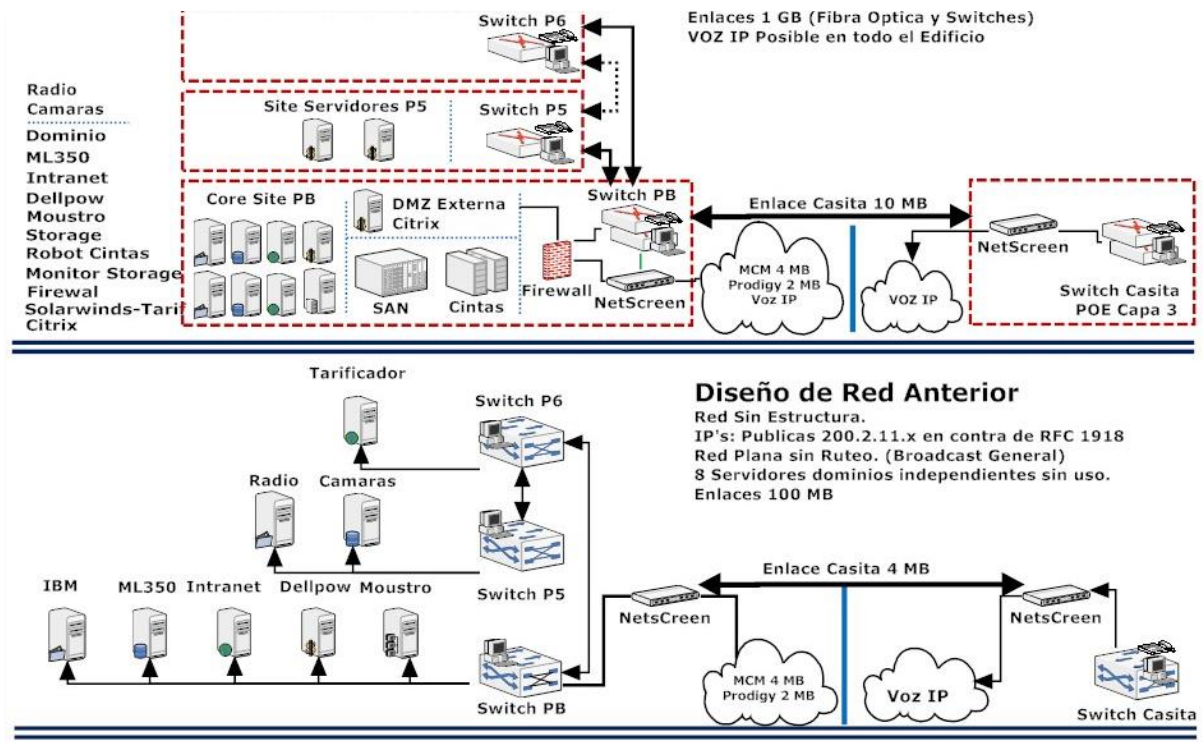 Switch P6
Enlaces 1 GB (Fibra Optica y Switches)
VOZ IP Posible en todo el Edificio
Radio
Camaras
Dominio
ML350
Intranet
Dellpow
Moustro
Storage
Robot Cintas
Monitor Storage
Firewal
Solarwinds-Tarif
Citrix
Site Servidores P5
Switch P5
Core Site PB
DMZ Externa
Citrix
SAN
Cintas
Firewall
Switch PB
NetScreen
Enlace Casita 10 MB
MCM 4 MB
Prodigy 2 MB
Voz IP
VOZ IP
NetScreen
Switch Casita
POE Capa 3
Diseño de Red Anterior
Red Sin Estructura.
IP's: Publicas 200.2.11.x en contra de RFC 1918
Red Plana sin Ruteo. (Broadcast General)
8 Servidores dominios independientes sin uso.
Enlaces 100 MB
Tarificador
Switch P6
Radio
Camaras
Switch P5
IBM
ML350
Intranet
Dellpow
Moustro
Switch PB
NetsCreen
Enlace Casita 4 MB
MCM 4 MB
Prodigy 2 MB
Voz IP
NetsCreen
Switch Casita